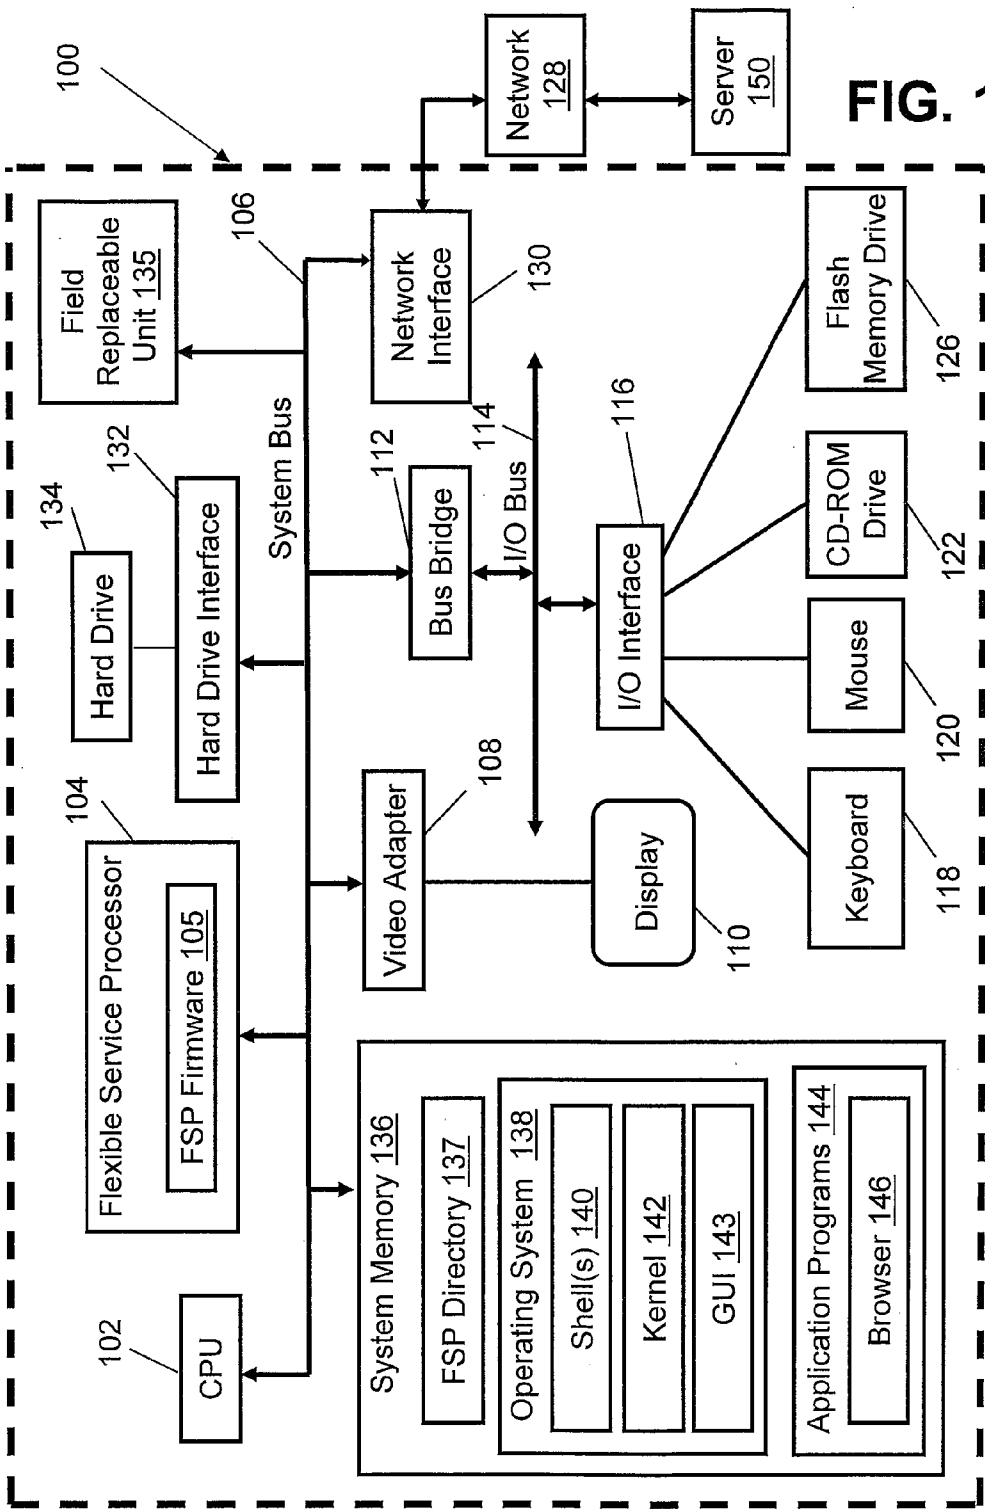 100
102
CPU
Flexible Service Processor
FSP Firmware 105
104
134
Hard Drive
132
Hard Drive Interface
Field
Replaceable
Unit 135
System Bus
106
System Memory 136
FSP Directory 137
Operating System 138
Shell(s) 140
Kernel 142
GUI 143
Application Programs 144
Browser 146
Video Adapter
108
Display
110
112
Bus Bridge
I/O Bus
114
Network
Interface
130
Network
128
Server
150
I/O Interface
116
Keyboard
118
Mouse
120
CD-ROM
Drive
122
Flash
Memory Drive
126
FIG.